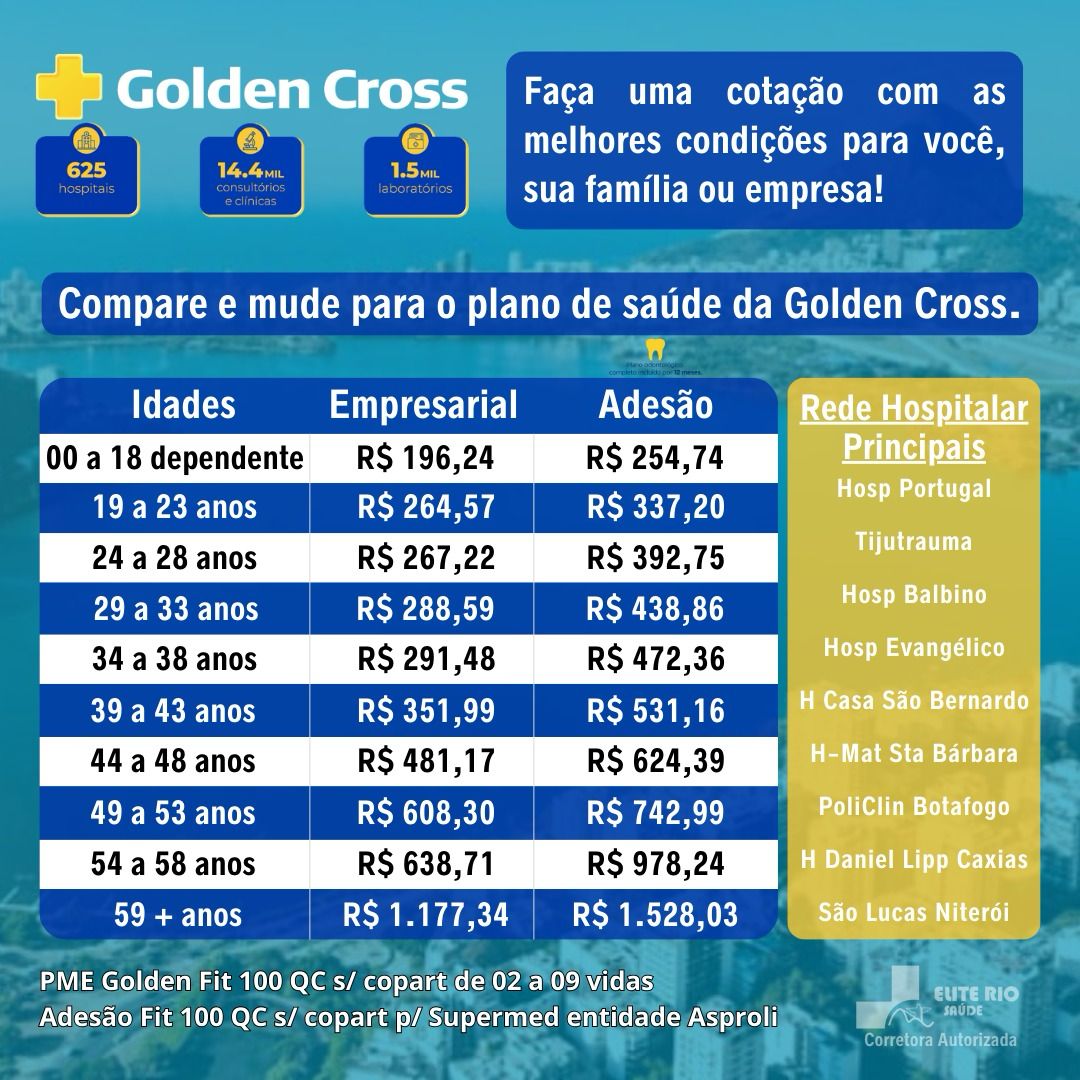 Golden Cross
625
hospitais
14.4MIL
consultórios
e clínicas
1.5MIL
laboratórios
Faça uma cotação com as
melhores condições para você,
sua família ou empresa!
Compare e mude para o plano de saúde da Golden Cross.
Plano odontológico
completo incluído por 12 meses.
Idades Empresarial Adesão
00 a 18 dependente R$ 196,24 R$ 254,74
19 a 23 anos R$ 264,57 R$ 337,20
24 a 28 anos R$ 267,22 R$ 392,75
29 a 33 anos R$ 288,59 R$ 438,86
34 a 38 anos R$ 291,48 R$ 472,36
39 a 43 anos R$ 351,99 R$ 531,16
44 a 48 anos R$ 481,17 R$ 624,39
49 a 53 anos R$ 608,30 R$ 742,99
54 a 58 anos R$ 638,71 R$ 978,24
59 + anos R$ 1.177,34 R$ 1.528,03
Rede Hospitalar
Principais
Hosp Portugal
Tijutrauma
Hosp Balbino
Hosp Evangélico
H Casa São Bernardo
H-Mat Sta Bárbara
PoliClin Botafogo
H Daniel Lipp Caxias
São Lucas Niterói
PME Golden Fit 100 QC s/ copart de 02 a 09 vidas
Adesão Fit 100 QC s/ copart p/ Supermed entidade Asproli
ELITE RIO
SAÚDE
Corretora Autorizada